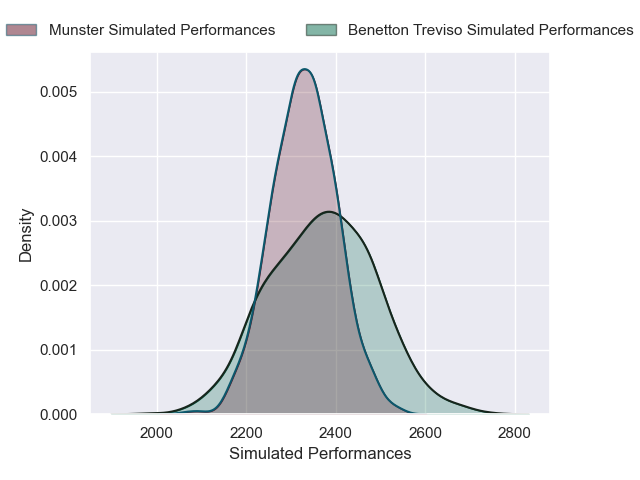 Munster Simulated Performances
Benetton Treviso Simulated Performances
0.005
0.004
0.003
0.002
0.001
0.000
Density
2000
2200
2400
2600
2800
Simulated Performances